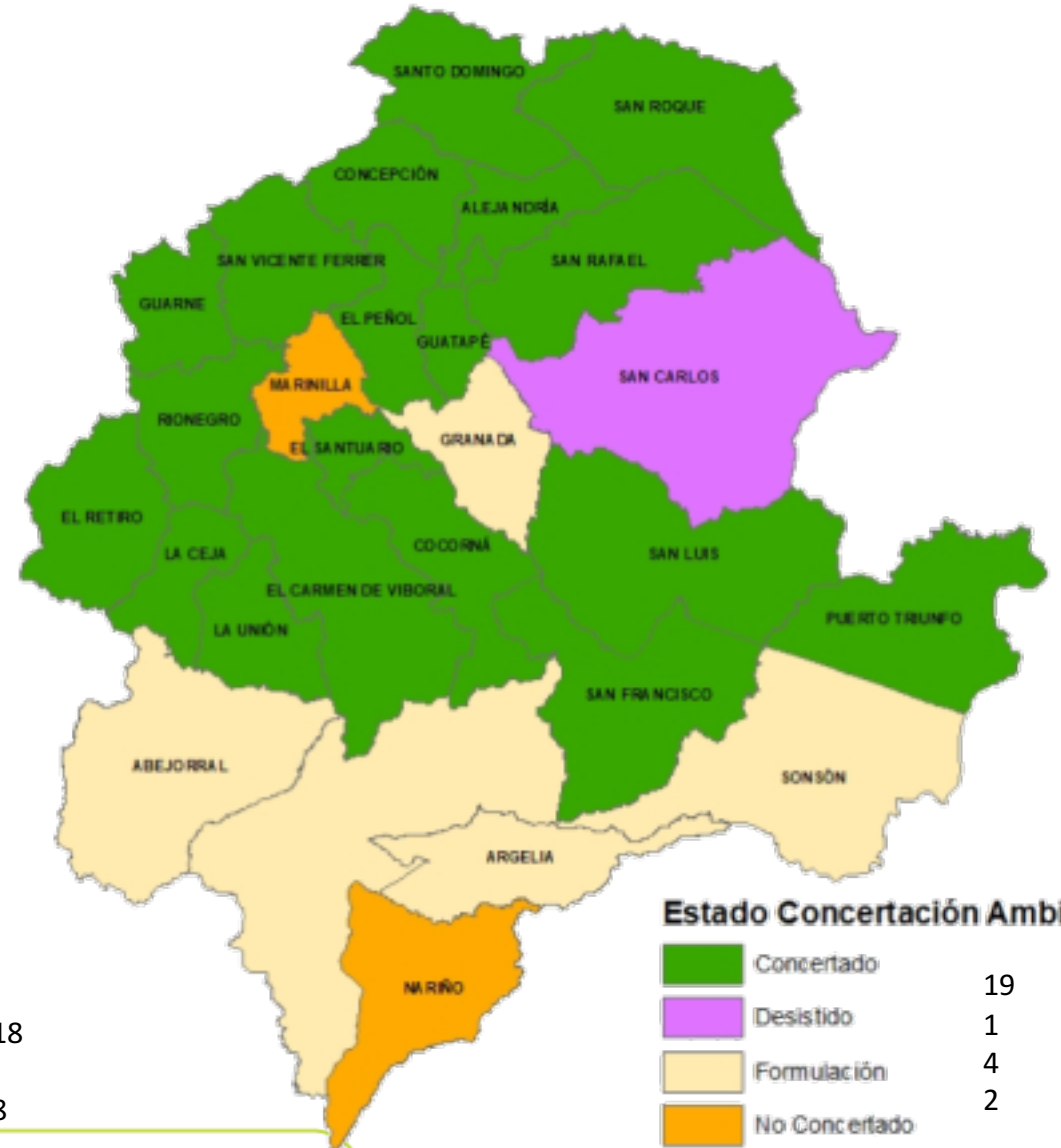 SANTO DOMINGO
SAN ROQUE
CONCEPCIÓN
ALEJANDRÍA
SAN VICENTE FERRER
SAN RAFAEL
GUARNE
EL PEÑOL
GUATAPÉ
SAN CARLOS
MARINILLA
RIONEGRO
GRANADA
EL SANTUARIO
EL RETIRO
COCORNÁ
LA CEJA
SAN LUIS
EL CARMEN DE VIBORAL
PUERTO TRIUNFO
LA UNIÓN
SAN FRANCISCO
ABEJORRAL
SONSÓN
ARGELIA
NARIÑO
Estado Concertación Ambi
Concertado 19
Desistido 1
Formulación 4
No Concertado 2
18
8